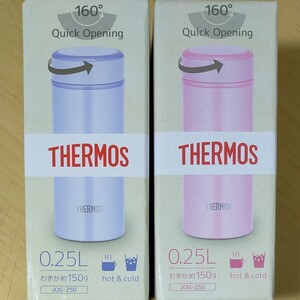 160°
Quick Opening
THERMOS
THERMOS
0.25L
わずか約150g
JOG-250
hot & cold
160°
Quick Opening
THERMOS
THERMOS
0.25L
わずか約150g
JOG-250
hot & cold